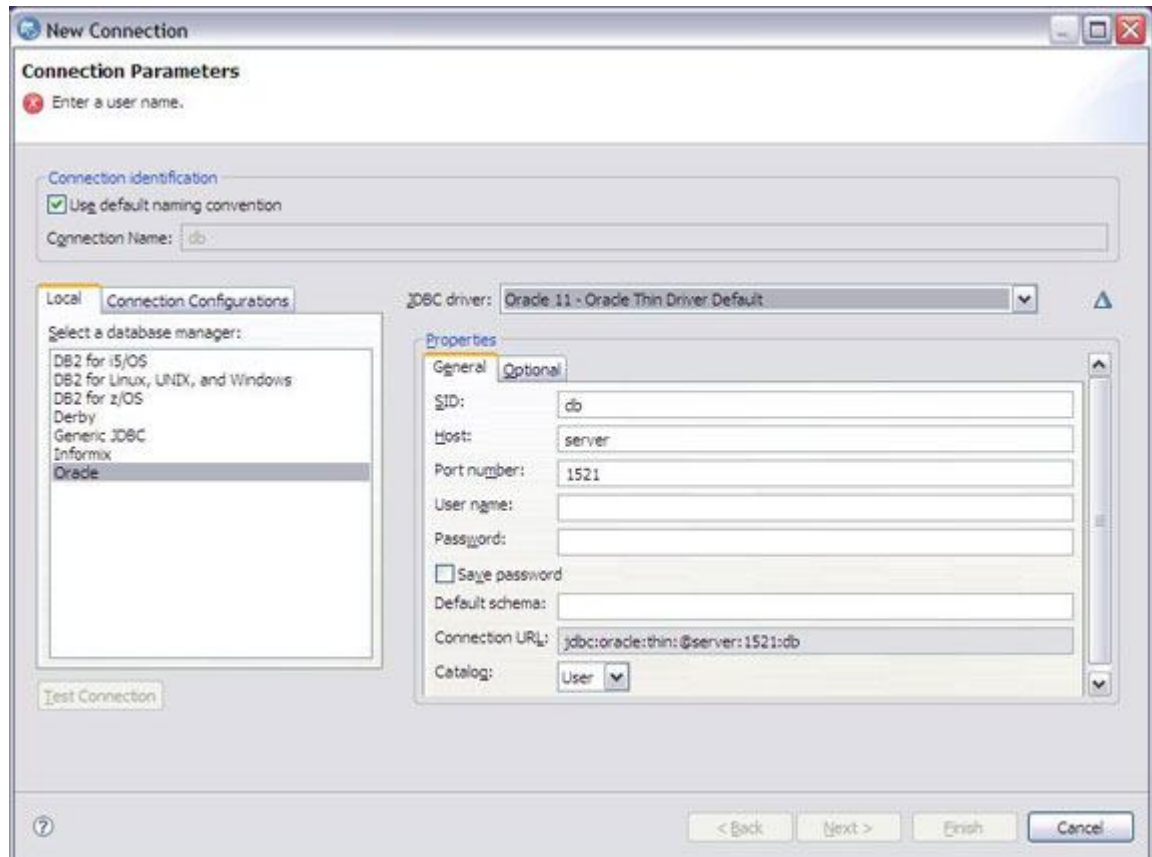 New Connection
Connection Parameters
Enter a user name.
Connection identification
Use default naming convention
Connection Name: db
Local
Connection Configurations
Select a database manager:
DB2 for i5/OS
DB2 for Linux, UNIX, and Windows
DB2 for z/OS
Derby
Generic JDBC
Informix
Oracle
Test Connection
JDBC driver: Oracle 11 - Oracle Thin Driver Default
Properties
General
Optional
SID: db
Host: server
Port number: 1521
User name:
Password:
Save password
Default schema:
Connection URL: jdbc:oracle:thin:@server:1521:db
Catalog: User
?
< Back
Next >
Finish
Cancel